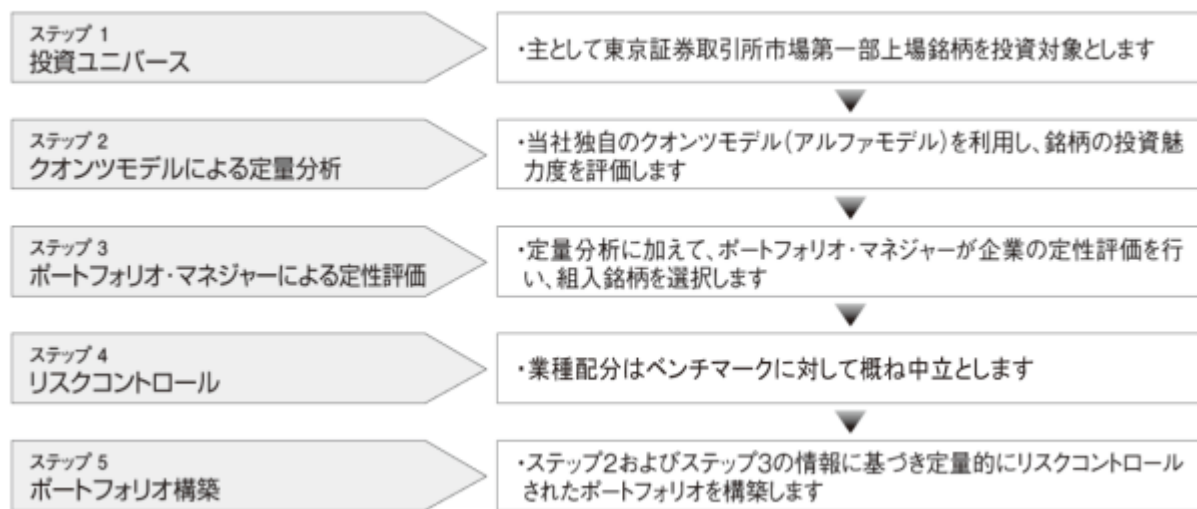 ステップ 1
投資ユニバース
・主として東京証券取引所市場第一部上場銘柄を投資対象とします
ステップ 2
クオンツモデルによる定量分析
・当社独自のクオンツモデル(アルファモデル)を利用し、銘柄の投資魅
力度を評価します
ステップ 3
ポートフォリオ・マネジャーによる定性評価
・定量分析に加えて、ポートフォリオ・マネジャーが企業の定性評価を行
い、組入銘柄を選択します
ステップ 4
リスクコントロール
・業種配分はベンチマークに対して概ね中立とします
ステップ 5
ポートフォリオ構築
・ステップ2およびステップ3の情報に基づき定量的にリスクコントロール
されたポートフォリオを構築します